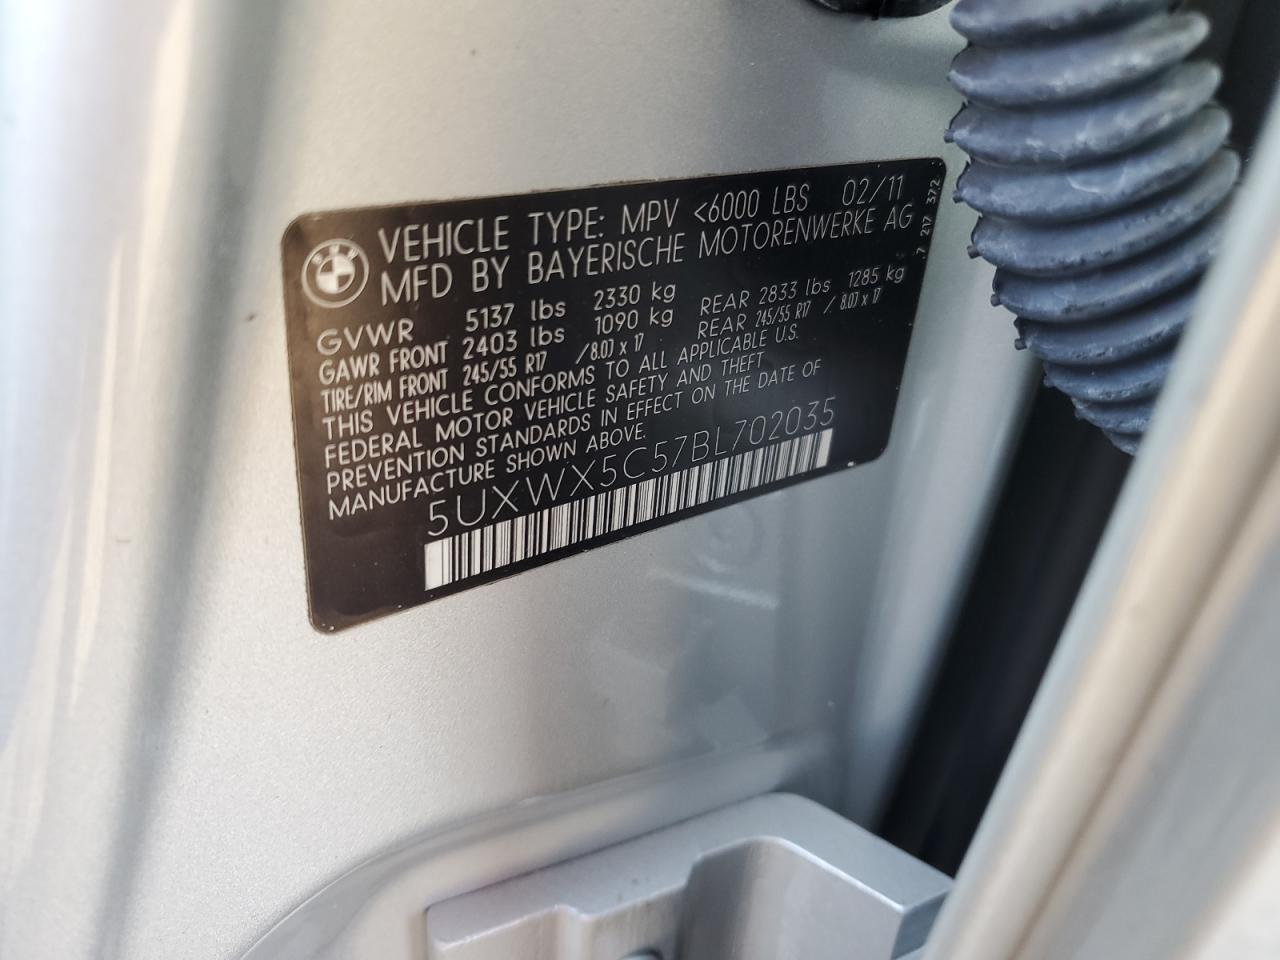 VEHICLE TYPE: MPV <6000 LBS 02/11
MFD BY BAYERISCHE MOTORENWERKE AG
7 217 372
GVWR 5137 lbs 2330 kg
GAWR FRONT 2403 lbs 1090 kg REAR 2833 lbs 1285 kg
TIRE/RIM FRONT 245/55 R17 /8.0J x 17 REAR 245/55 R17 / 8.0J x 17
THIS VEHICLE CONFORMS TO ALL APPLICABLE U.S.
FEDERAL MOTOR VEHICLE SAFETY AND THEFT
PREVENTION STANDARDS IN EFFECT ON THE DATE OF
MANUFACTURE SHOWN ABOVE.
5UXWX5C57BL702035